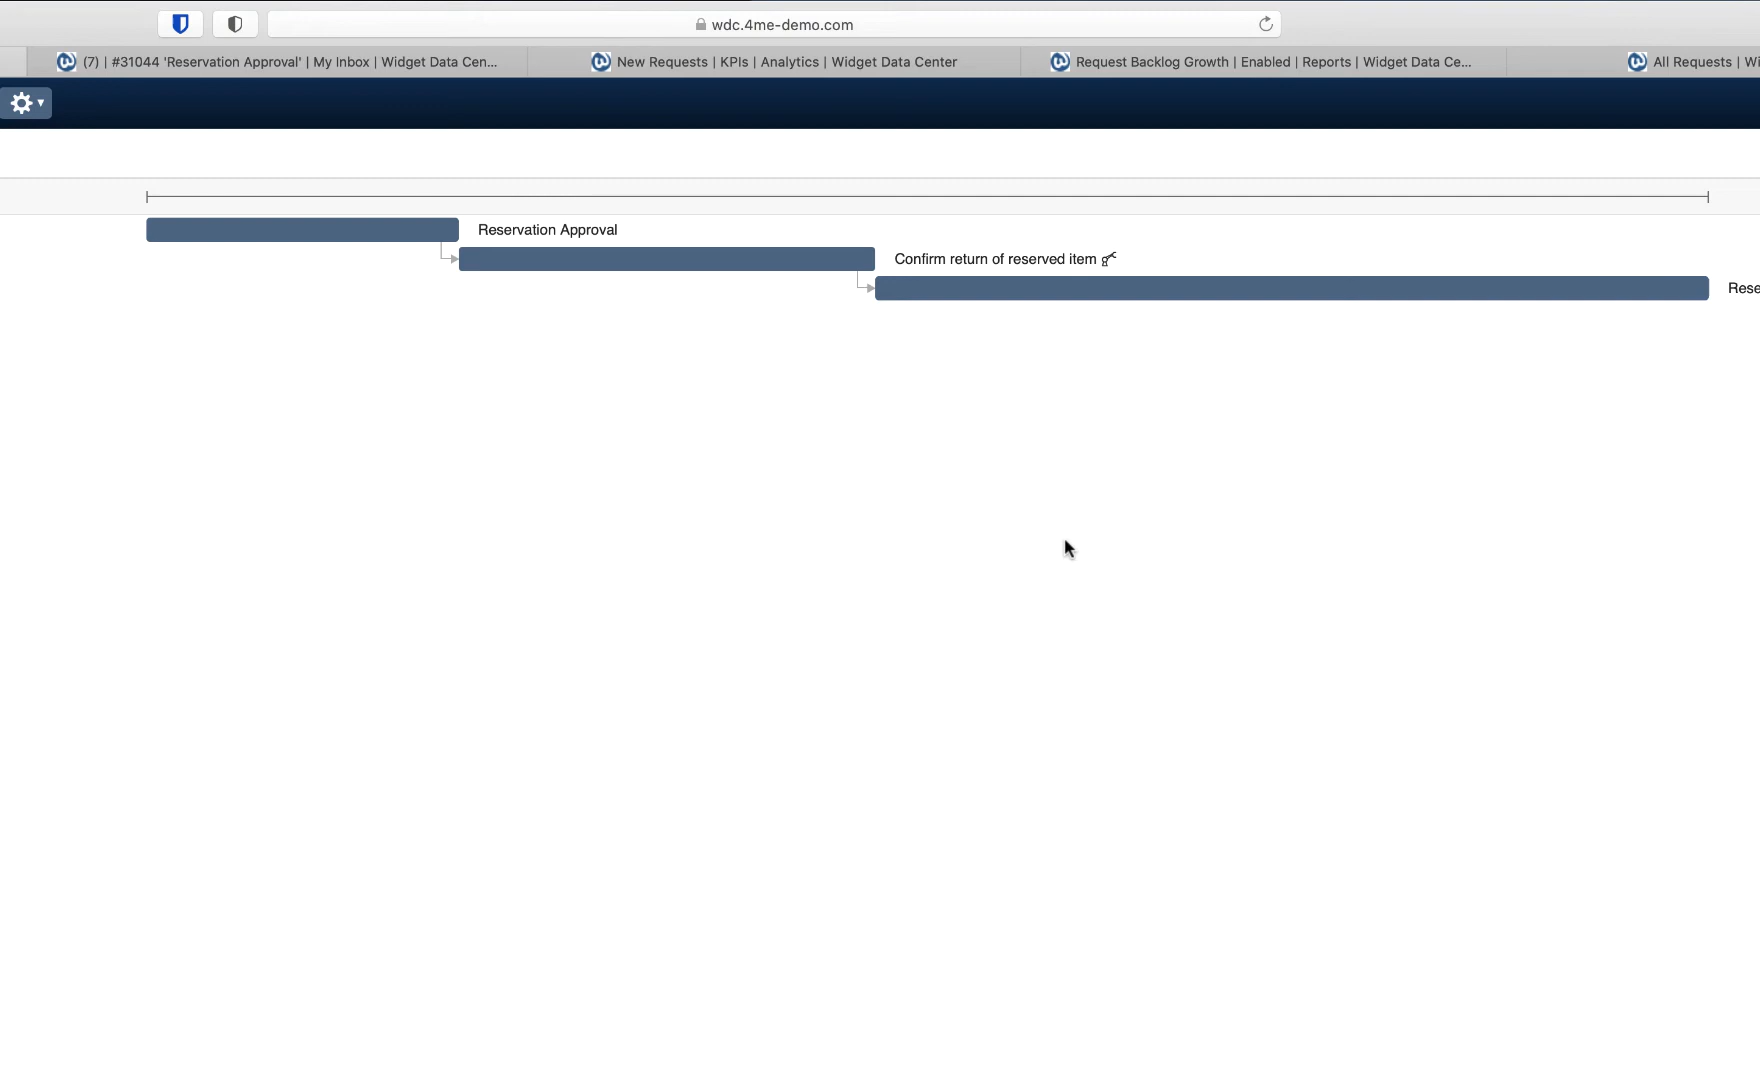 wdc.4me-demo.com
(7) | #31044 'Reservation Approval' | My Inbox | Widget Data Cen...
New Requests | KPIs | Analytics | Widget Data Center
Request Backlog Growth | Enabled | Reports | Widget Data Ce...
All Requests | Wi
Reservation Approval
Confirm return of reserved item
Rese